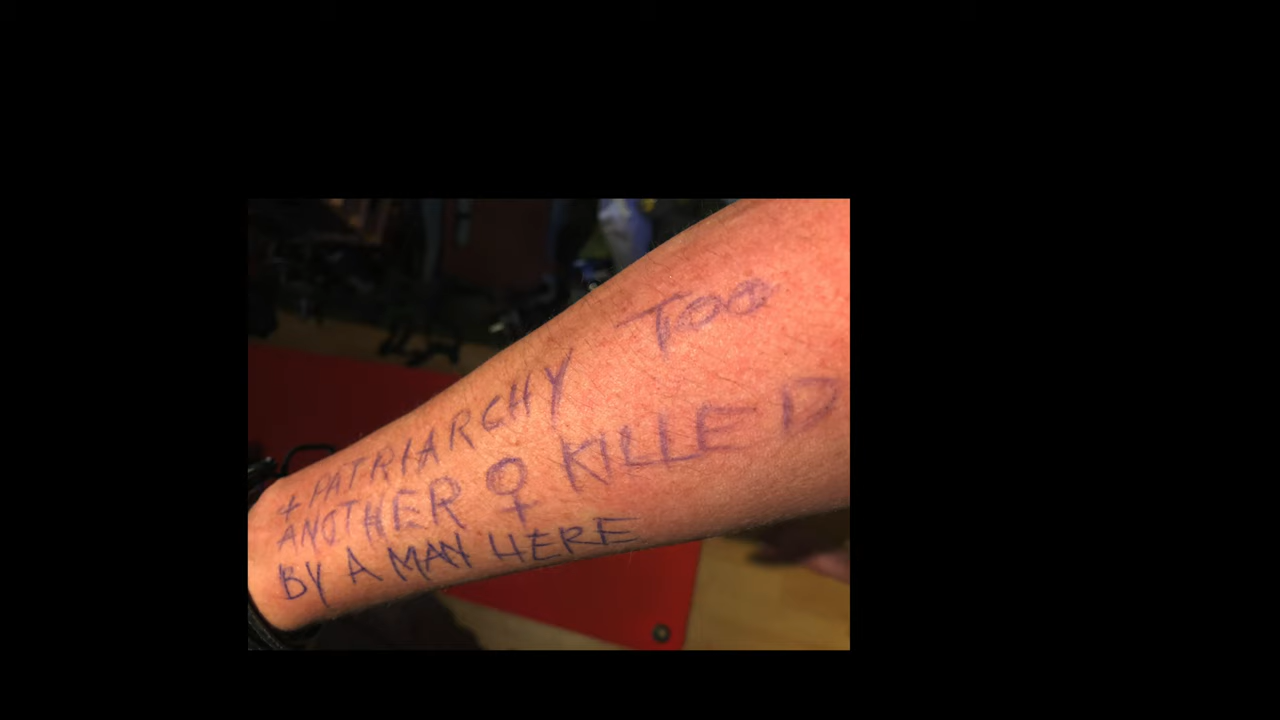 + PATRIARCHY TOO
ANOTHER ♀ KILLED
BY A MAN HERE